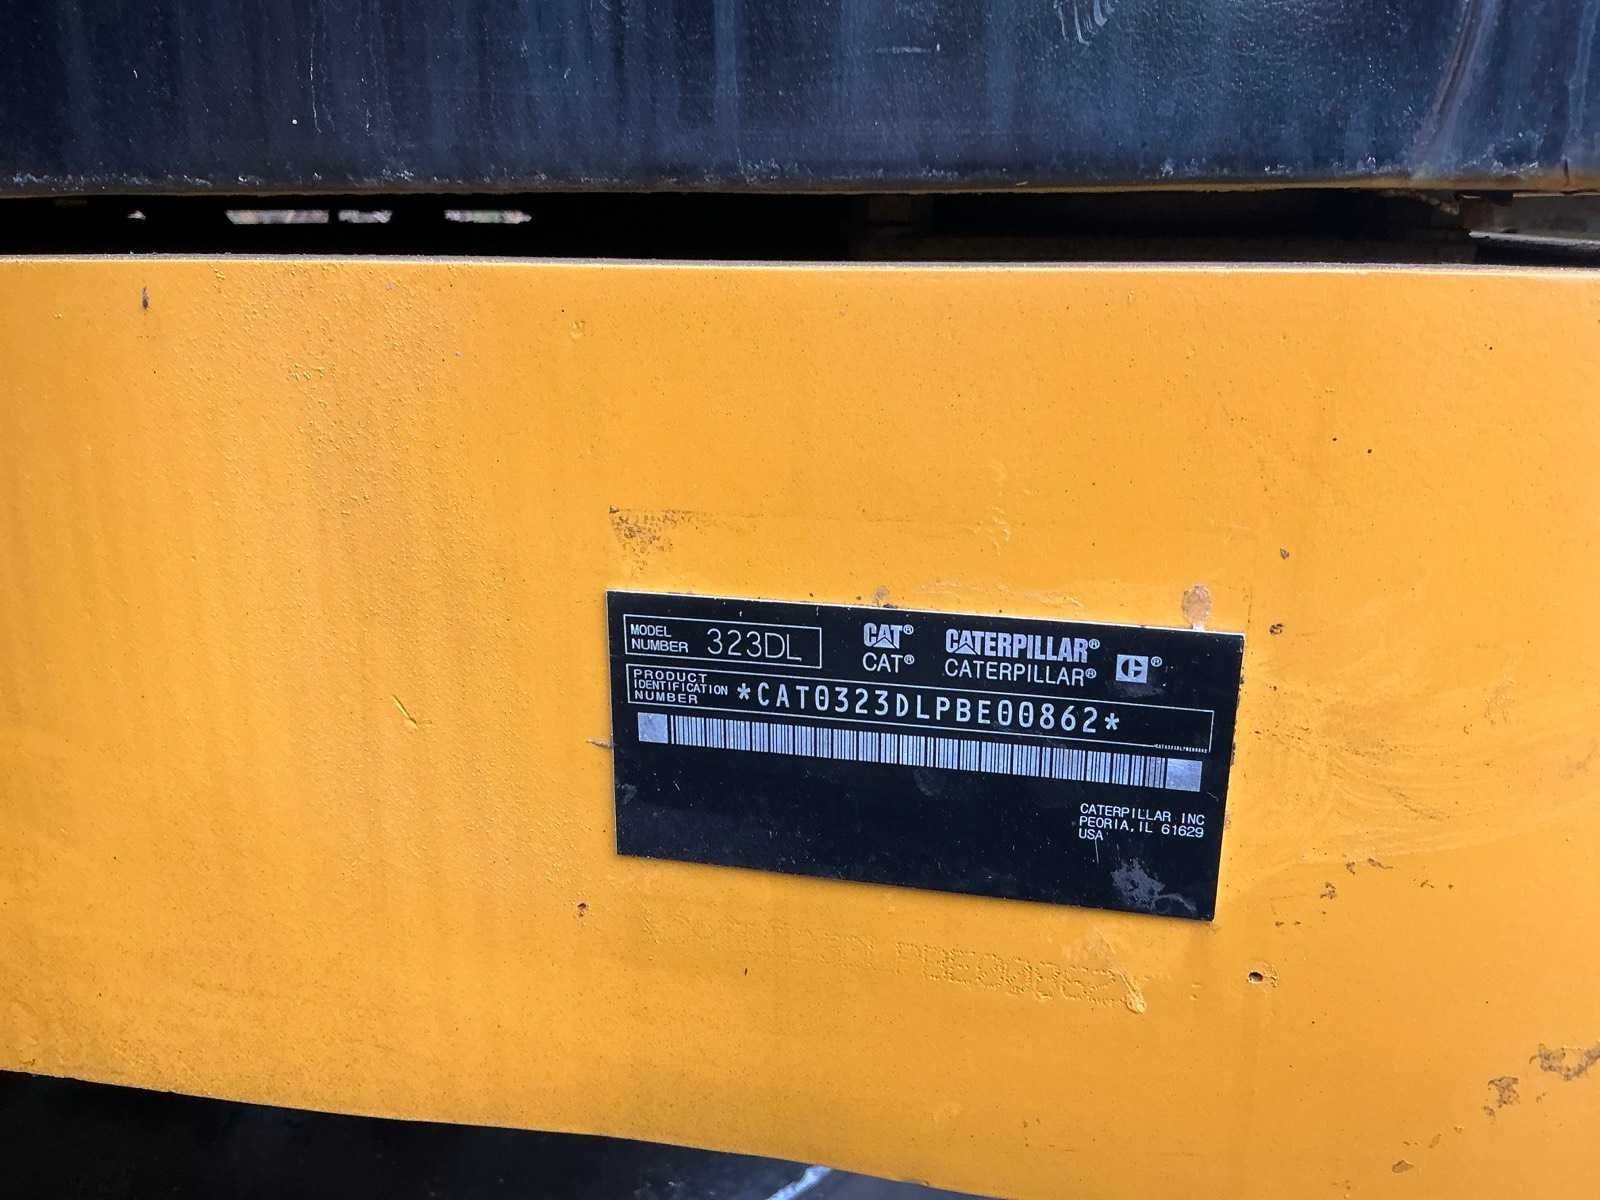 MODEL NUMBER 323DL
CAT® CATERPILLAR®
CAT® CATERPILLAR® ®
PRODUCT IDENTIFICATION NUMBER *CAT0323DLPBE00862*
CATERPILLAR INC
PEORIA, IL 61629
USA